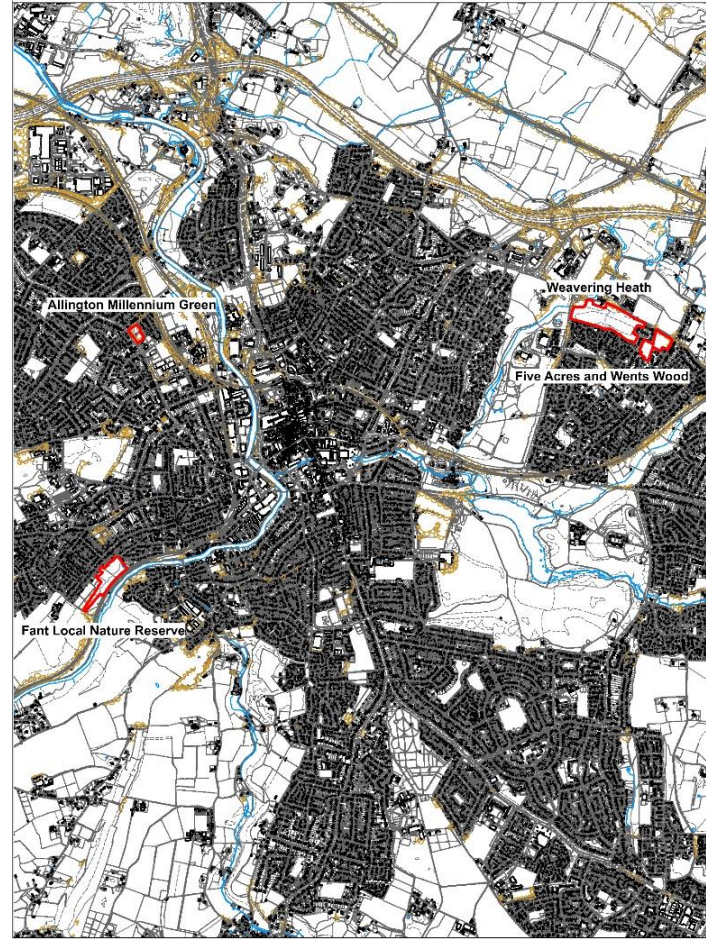 Weavering Heath
Allington Millennium Green
Five Acres and Wents Wood
Fant Local Nature Reserve